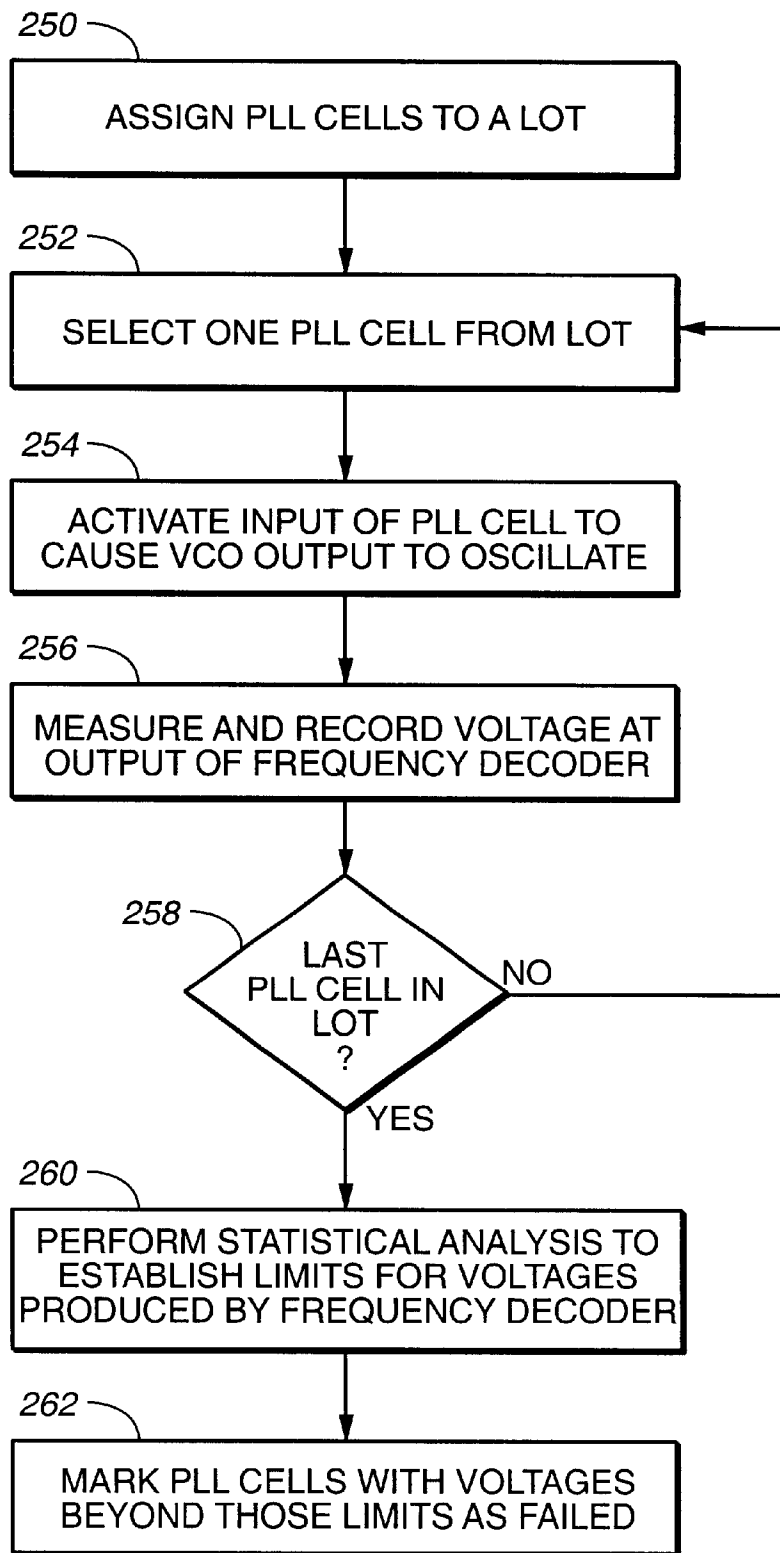 250
ASSIGN PLL CELLS TO A LOT
252
SELECT ONE PLL CELL FROM LOT
254
ACTIVATE INPUT OF PLL CELL TO
CAUSE VCO OUTPUT TO OSCILLATE
256
MEASURE AND RECORD VOLTAGE AT
OUTPUT OF FREQUENCY DECODER
258
LAST
PLL CELL IN
LOT
?
NO
YES
260
PERFORM STATISTICAL ANALYSIS TO
ESTABLISH LIMITS FOR VOLTAGES
PRODUCED BY FREQUENCY DECODER
262
MARK PLL CELLS WITH VOLTAGES
BEYOND THOSE LIMITS AS FAILED